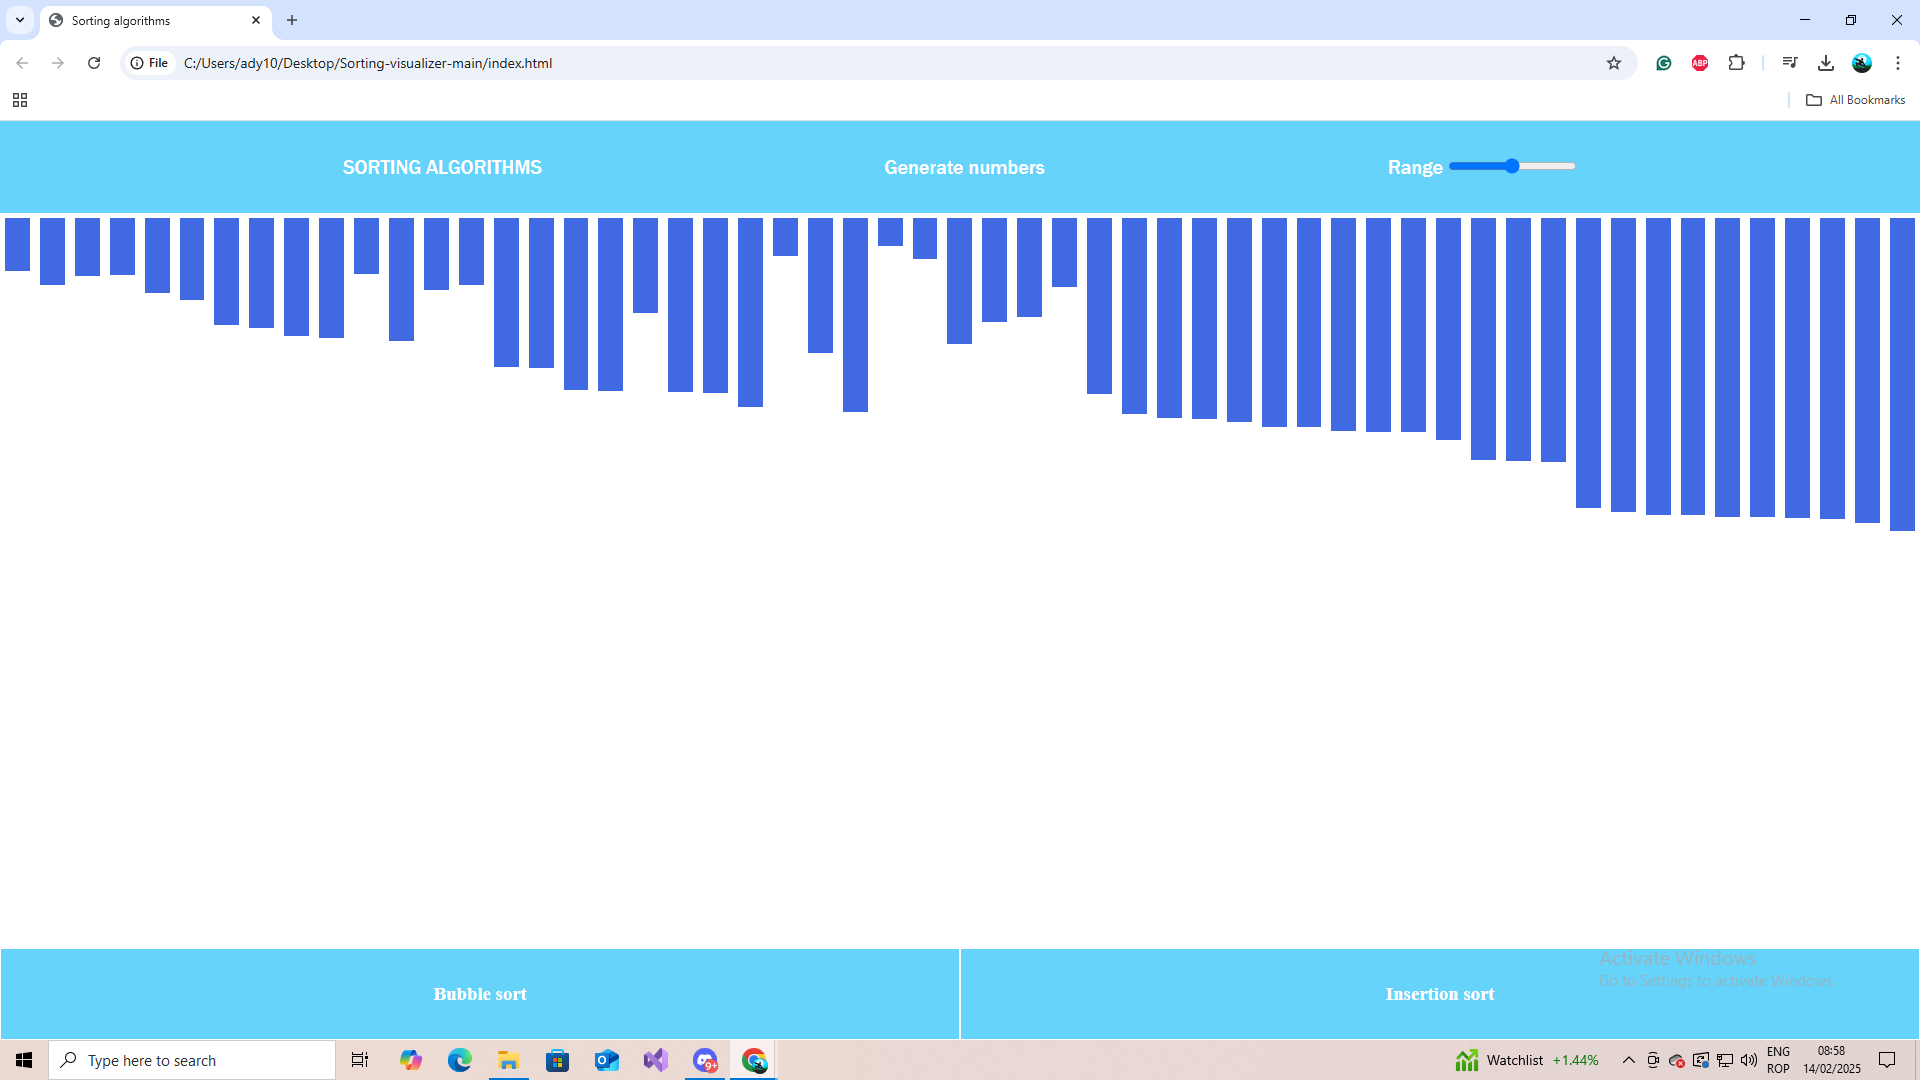 Sorting algorithms
File
C:/Users/ady10/Desktop/Sorting-visualizer-main/index.html
ABP
All Bookmarks
SORTING ALGORITHMS
Generate numbers
Range
Bubble sort
Insertion sort
Activate Windows
Go to Settings to activate Windows.
Type here to search
9+
Watchlist +1.44%
ENG
ROP
08:58
14/02/2025